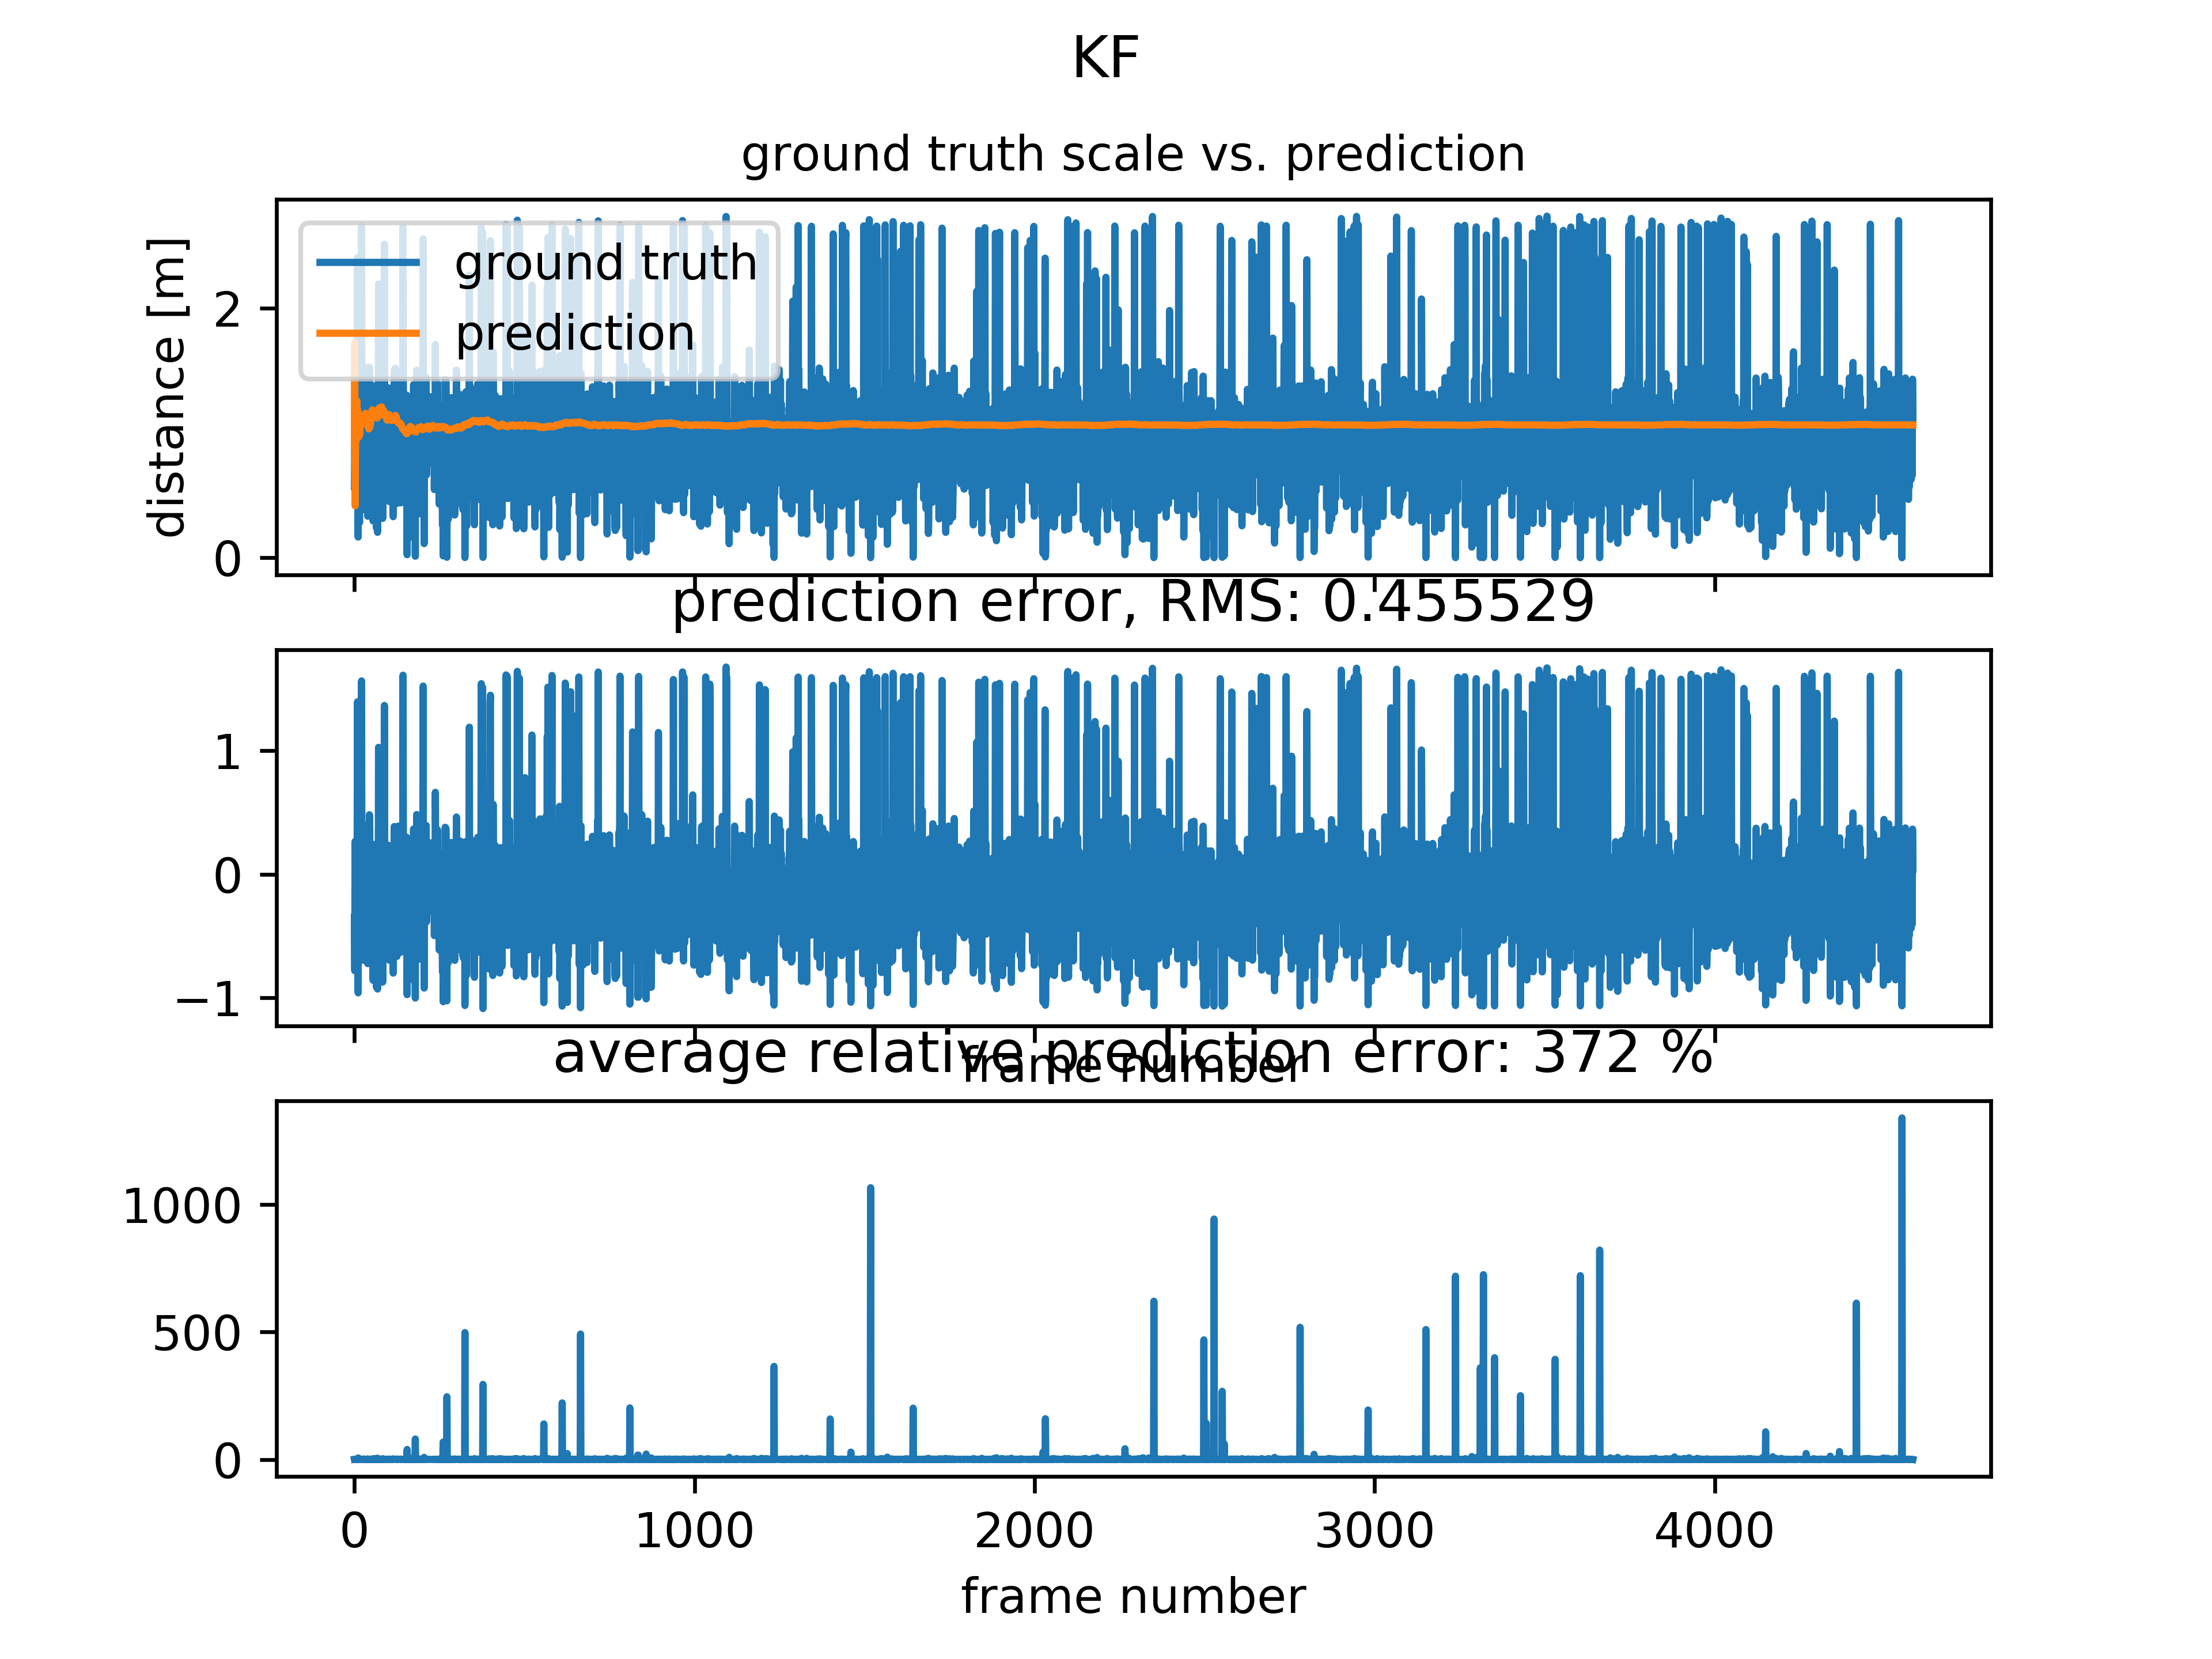 KF
ground truth scale vs. prediction
distance [m]
2
0
ground truth
prediction
prediction error, RMS: 0.455529
1
0
−1
frame number
average relative prediction error: 372 %
1000
500
0
0 1000 2000 3000 4000
frame number